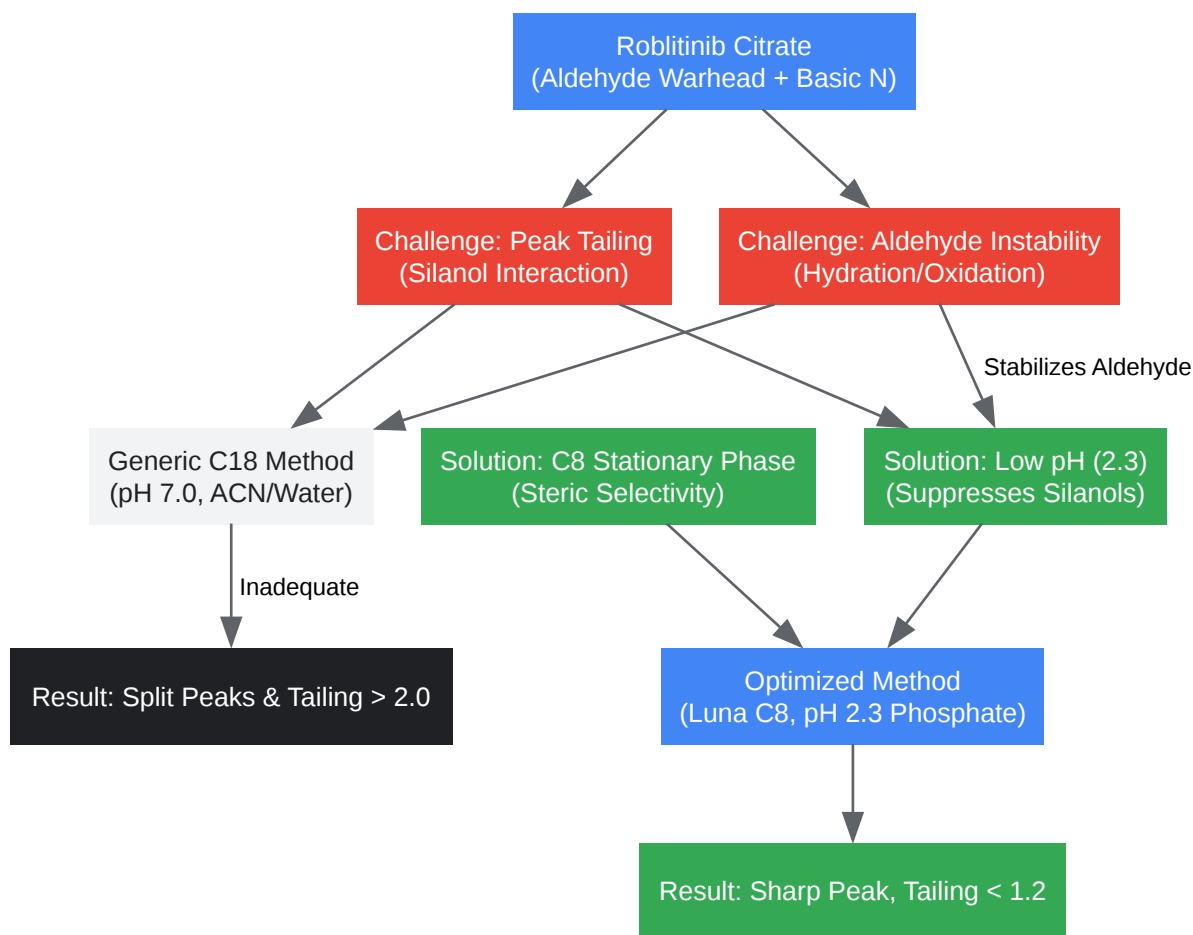 Roblitinib Citrate
(Aldehyde Warhead + Basic N)
Challenge: Peak Tailing
(Silanol Interaction)
Challenge: Aldehyde Instability
(Hydration/Oxidation)
Stabilizes Aldehyde
Generic C18 Method
(pH 7.0, ACN/Water)
Solution: C8 Stationary Phase
(Steric Selectivity)
Solution: Low pH (2.3)
(Suppresses Silanols)
Inadequate
Result: Split Peaks & Tailing > 2.0
Optimized Method
(Luna C8, pH 2.3 Phosphate)
Result: Sharp Peak, Tailing < 1.2